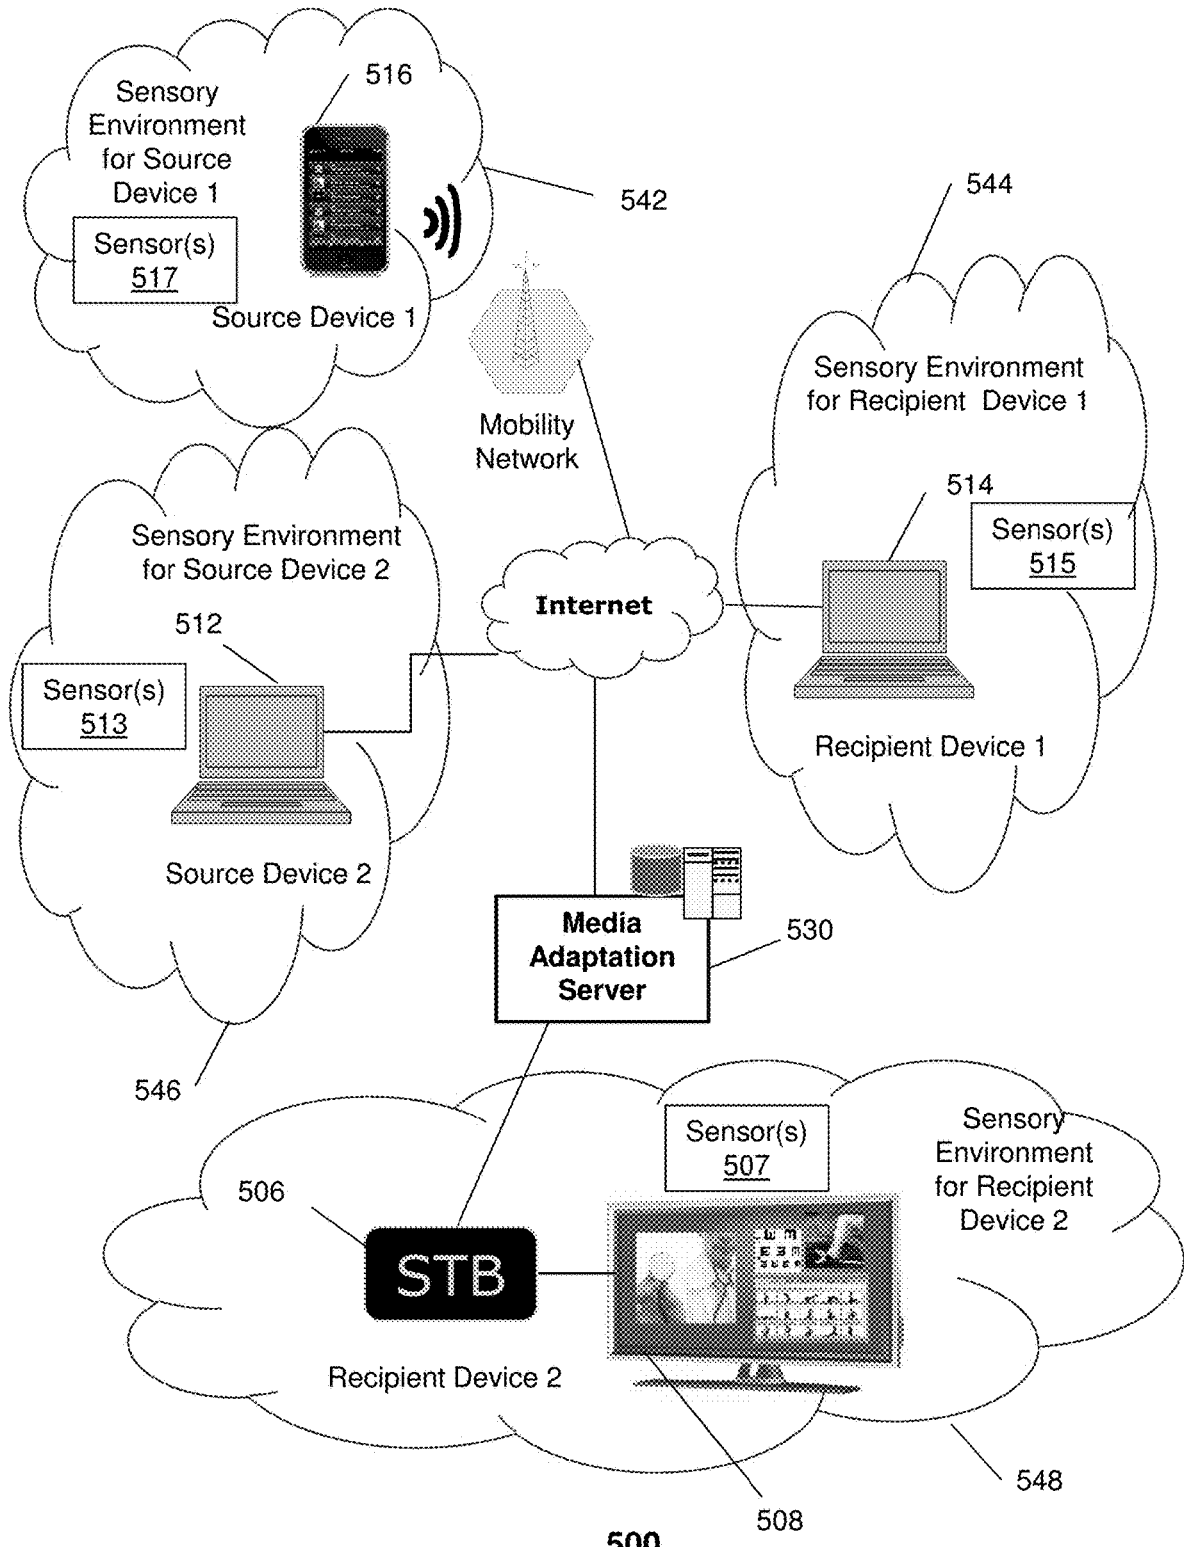 516
Sensory
Environment
for Source
Device 1
542
Sensor(s)
517
Source Device 1
544
Sensory Environment
for Recipient Device 1
Mobility
Network
514
Sensor(s)
515
Sensory Environment
for Source Device 2
Internet
512
Sensor(s)
513
Recipient Device 1
Source Device 2
Media
Adaptation
Server
530
546
Sensor(s)
507
Sensory
Environment
for Recipient
Device 2
506
STB
Recipient Device 2
548
508
500